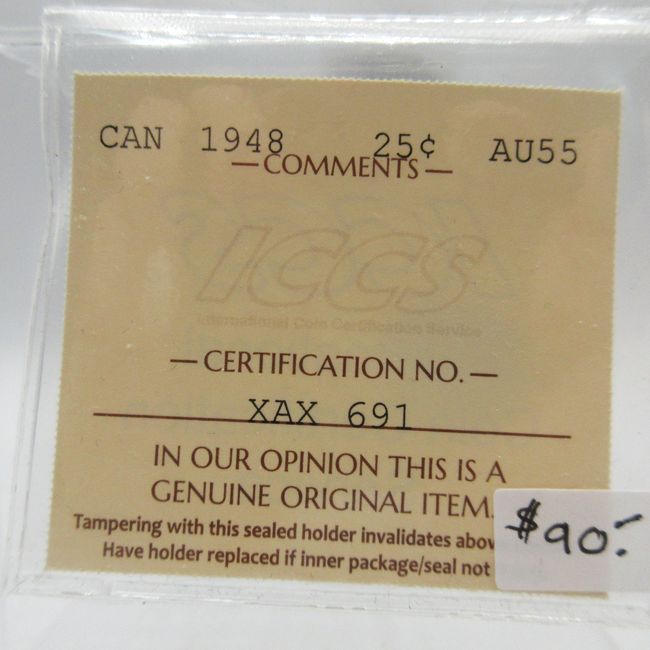 CAN 1948 25¢ AU55
— COMMENTS —
ICCS
International Coin Certification Service
— CERTIFICATION NO. —
XAX 691
IN OUR OPINION THIS IS A
GENUINE ORIGINAL ITEM.
Tampering with this sealed holder invalidates
Have holder replaced if inner package/seal not
$90.-